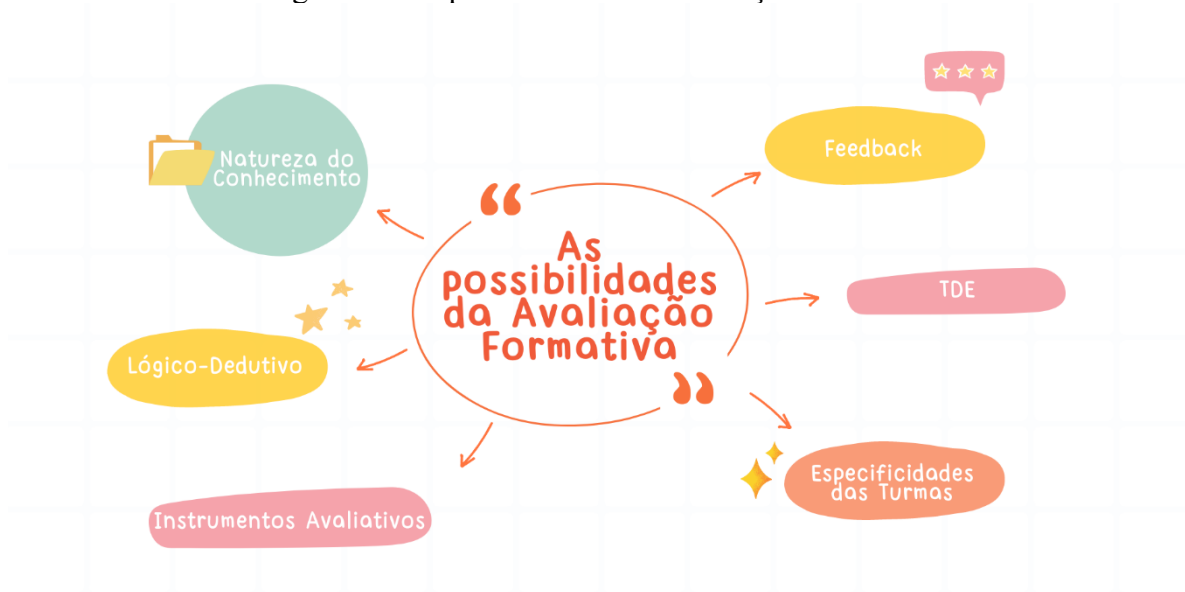 Natureza do
Conhecimento
Feedback
As
possibilidades
da Avaliação
Formativa
TDE
Lógico-Dedutivo
Especificidades
das Turmas
Instrumentos Avaliativos